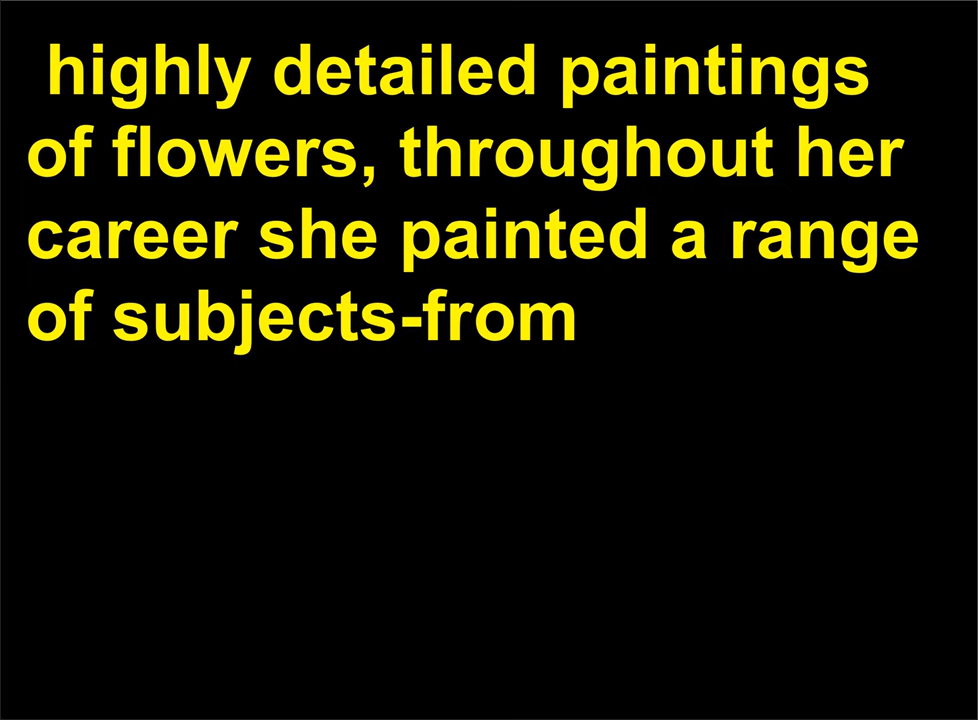 highly detailed paintings
of flowers, throughout her
career she painted a range
of subjects-from